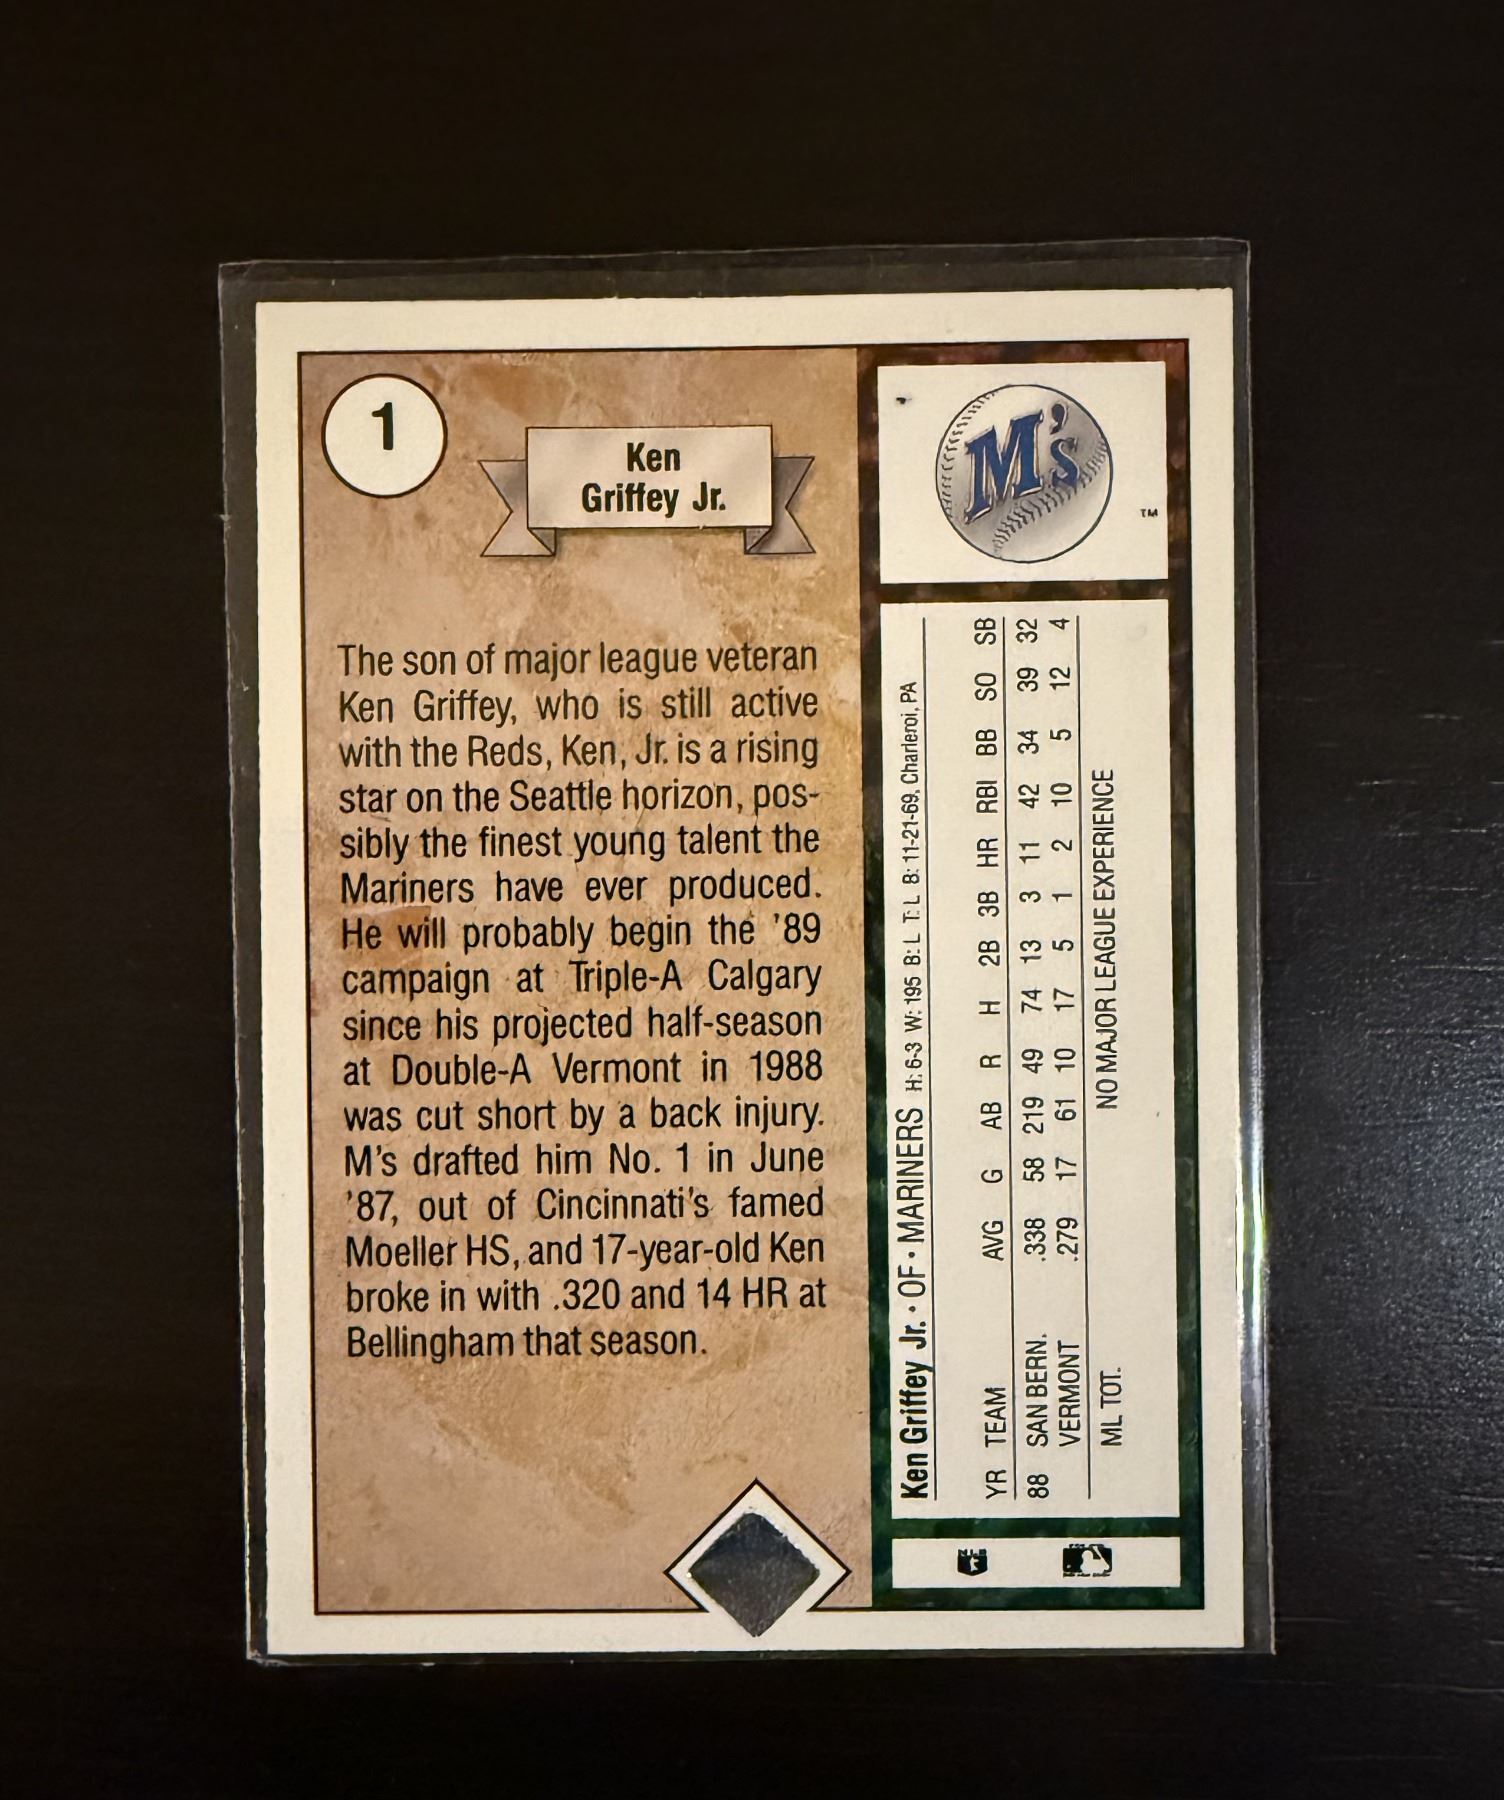 1
Ken
Griffey Jr.
The son of major league veteran
Ken Griffey, who is still active
with the Reds, Ken, Jr. is a rising
star on the Seattle horizon, pos-
sibly the finest young talent the
Mariners have ever produced.
He will probably begin the '89
campaign at Triple-A Calgary
since his projected half-season
at Double-A Vermont in 1988
was cut short by a back injury.
M's drafted him No. 1 in June
'87, out of Cincinnati's famed
Moeller HS, and 17-year-old Ken
broke in with .320 and 14 HR at
Bellingham that season.
M's
TM
Ken Griffey Jr. • OF • MARINERS H: 6-3 W: 195 B: L T: L B: 11-21-69, Charleroi, PA
YR TEAM AVG G AB R H 2B 3B HR RBI BB SO SB
88 SAN BERN. .338 58 219 49 74 13 3 11 42 34 39 32
VERMONT .279 17 61 10 17 5 1 2 10 5 12 4
ML TOT. NO MAJOR LEAGUE EXPERIENCE